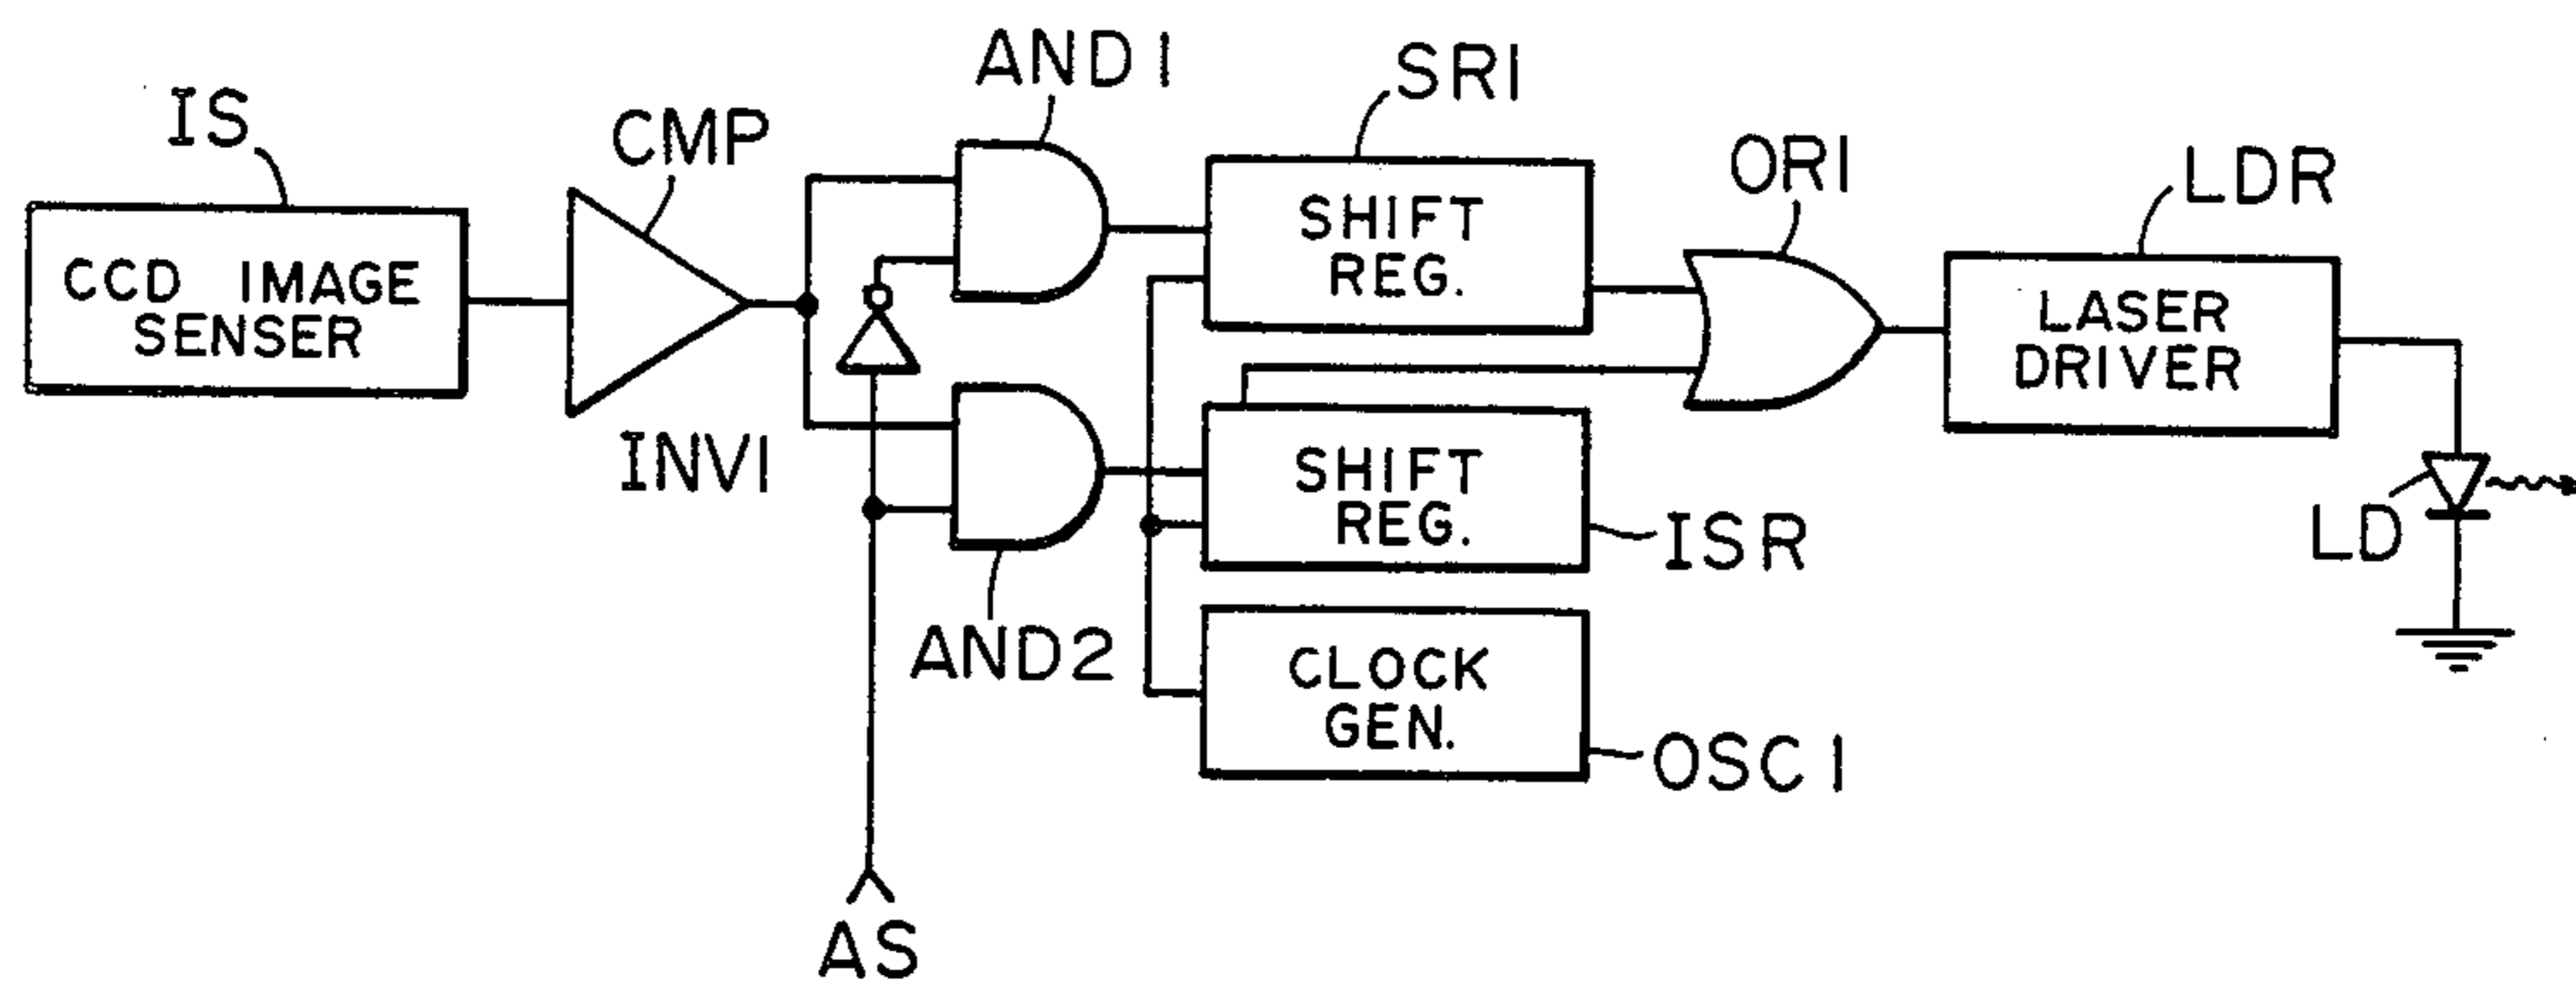 IS
CMP
AND1
SR1
OR1
LDR
CCD IMAGE
SENSER
SHIFT
REG.
LASER
DRIVER
INV1
SHIFT
REG.
ISR
LD
AND2
CLOCK
GEN.
OSC1
AS